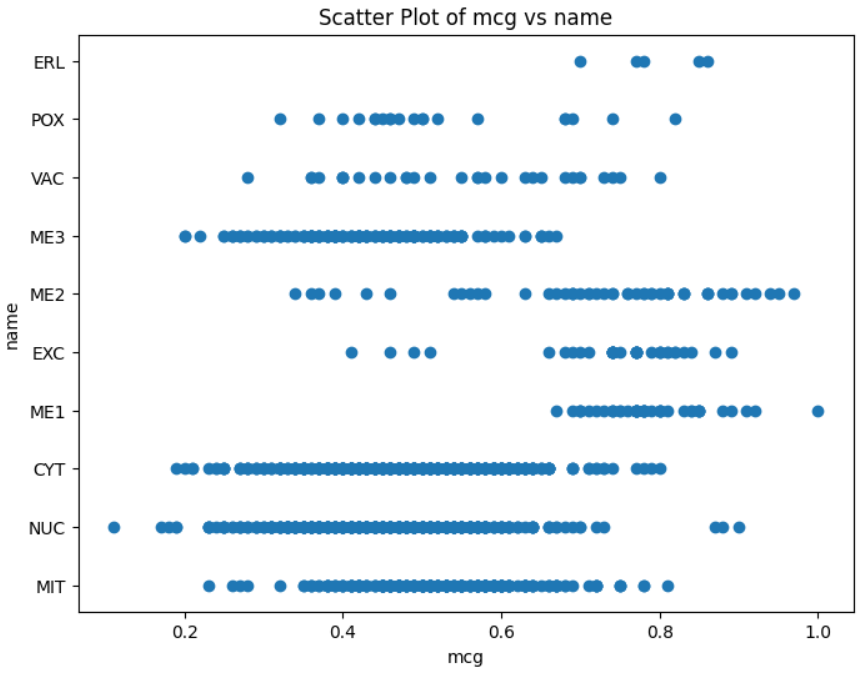 Scatter Plot of mcg vs name
ERL
POX
VAC
ME3
ME2
EXC
ME1
CYT
NUC
MIT
name
0.2 0.4 0.6 0.8 1.0
mcg